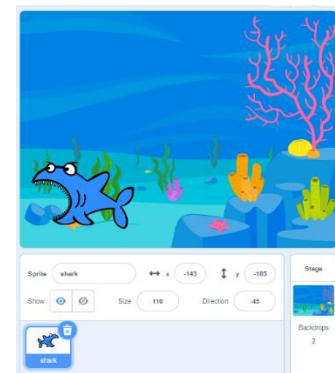 Sprite shark x -143 y -105
Show Size 110 Direction -45
shark
Stage
Backdrops
2